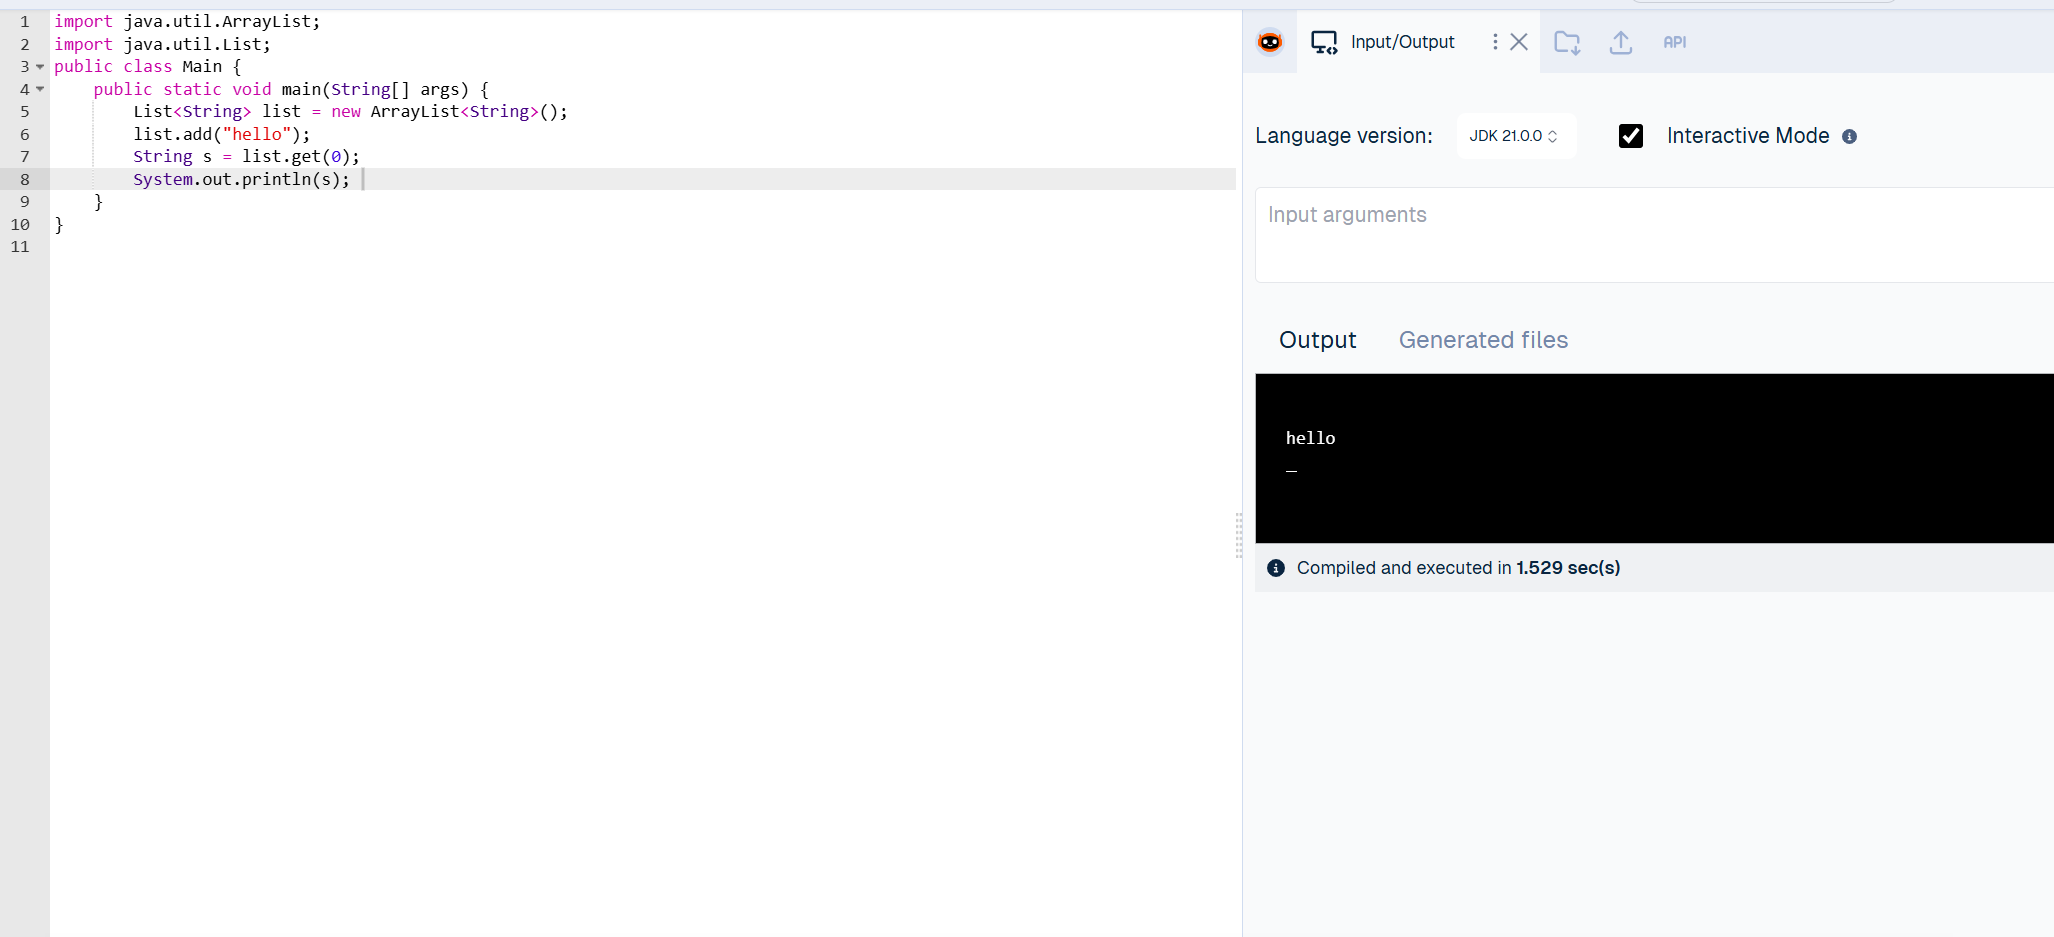 1 import java.util.ArrayList;
2 import java.util.List;
3 public class Main {
4     public static void main(String[] args) {
5         List<String> list = new ArrayList<String>();
6         list.add("hello");
7         String s = list.get(0);
8         System.out.println(s);
9     }
10 }
11
Input/Output
API
Language version: JDK 21.0.0 Interactive Mode
Input arguments
Output Generated files
hello
_
Compiled and executed in 1.529 sec(s)